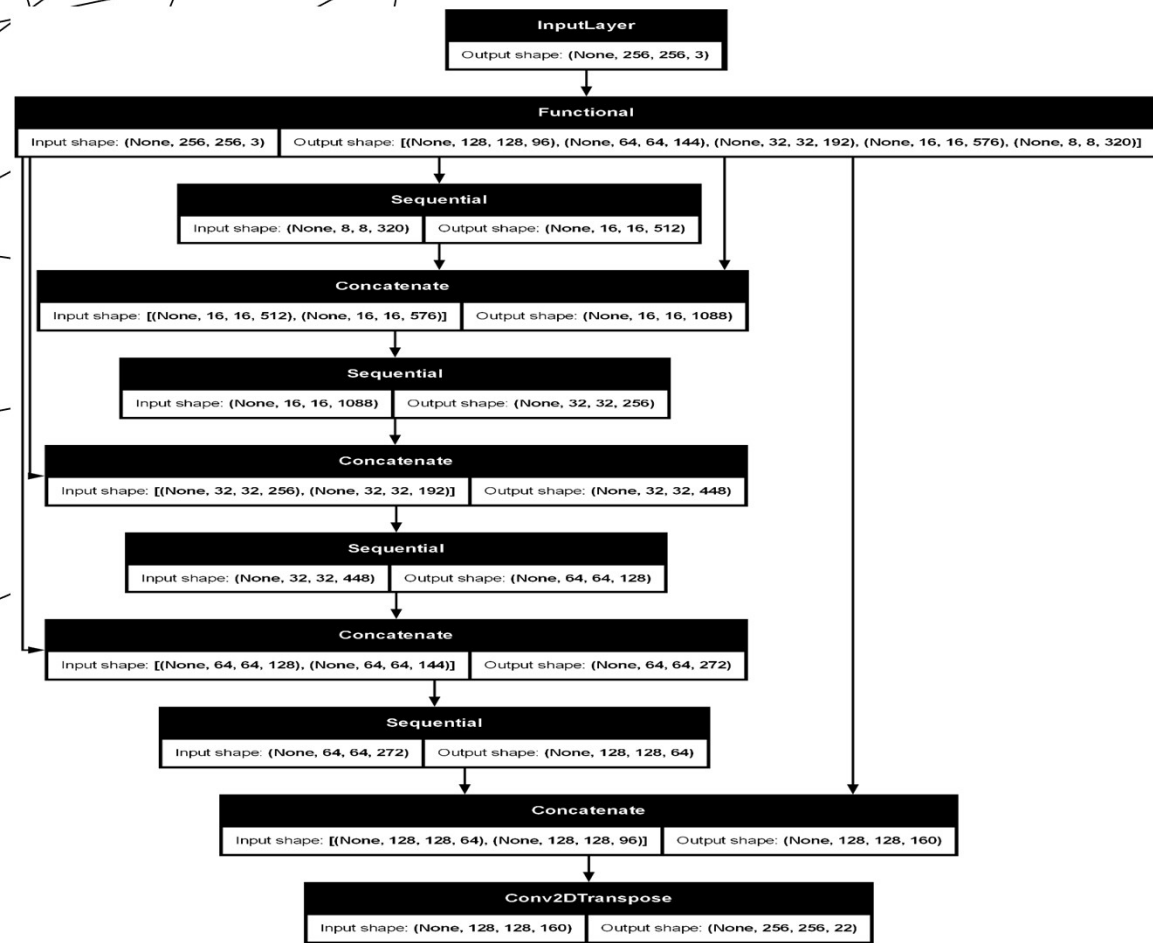 InputLayer
Output shape: (None, 256, 256, 3)
Functional
Input shape: (None, 256, 256, 3) Output shape: [(None, 128, 128, 96), (None, 64, 64, 144), (None, 32, 32, 192), (None, 16, 16, 576), (None, 8, 8, 320)]
Sequential
Input shape: (None, 8, 8, 320) Output shape: (None, 16, 16, 512)
Concatenate
Input shape: [(None, 16, 16, 512), (None, 16, 16, 576)] Output shape: (None, 16, 16, 1088)
Sequential
Input shape: (None, 16, 16, 1088) Output shape: (None, 32, 32, 256)
Concatenate
Input shape: [(None, 32, 32, 256), (None, 32, 32, 192)] Output shape: (None, 32, 32, 448)
Sequential
Input shape: (None, 32, 32, 448) Output shape: (None, 64, 64, 128)
Concatenate
Input shape: [(None, 64, 64, 128), (None, 64, 64, 144)] Output shape: (None, 64, 64, 272)
Sequential
Input shape: (None, 64, 64, 272) Output shape: (None, 128, 128, 64)
Concatenate
Input shape: [(None, 128, 128, 64), (None, 128, 128, 96)] Output shape: (None, 128, 128, 160)
Conv2DTranspose
Input shape: (None, 128, 128, 160) Output shape: (None, 256, 256, 22)